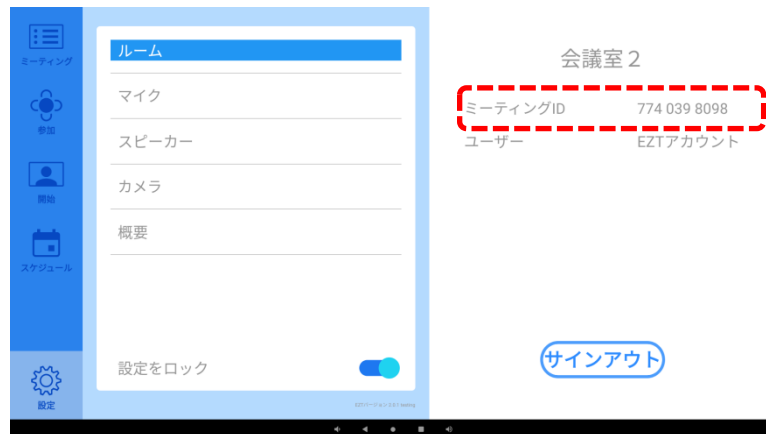 ミーティング
参加
開始
スケジュール
設定
ルーム
マイク
スピーカー
カメラ
概要
設定をロック
会議室２
ミーティングID 774 039 8098
ユーザー EZTアカウント
サインアウト